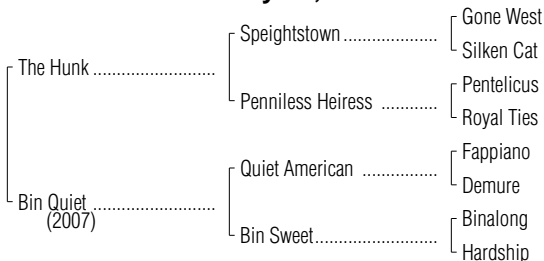 Gone West
Speightstown
Silken Cat
The Hunk
Pentelicus
Penniless Heiress
Royal Ties
Fappiano
Quiet American
Demure
Bin Quiet
(2007)
Binalong
Bin Sweet
Hardship